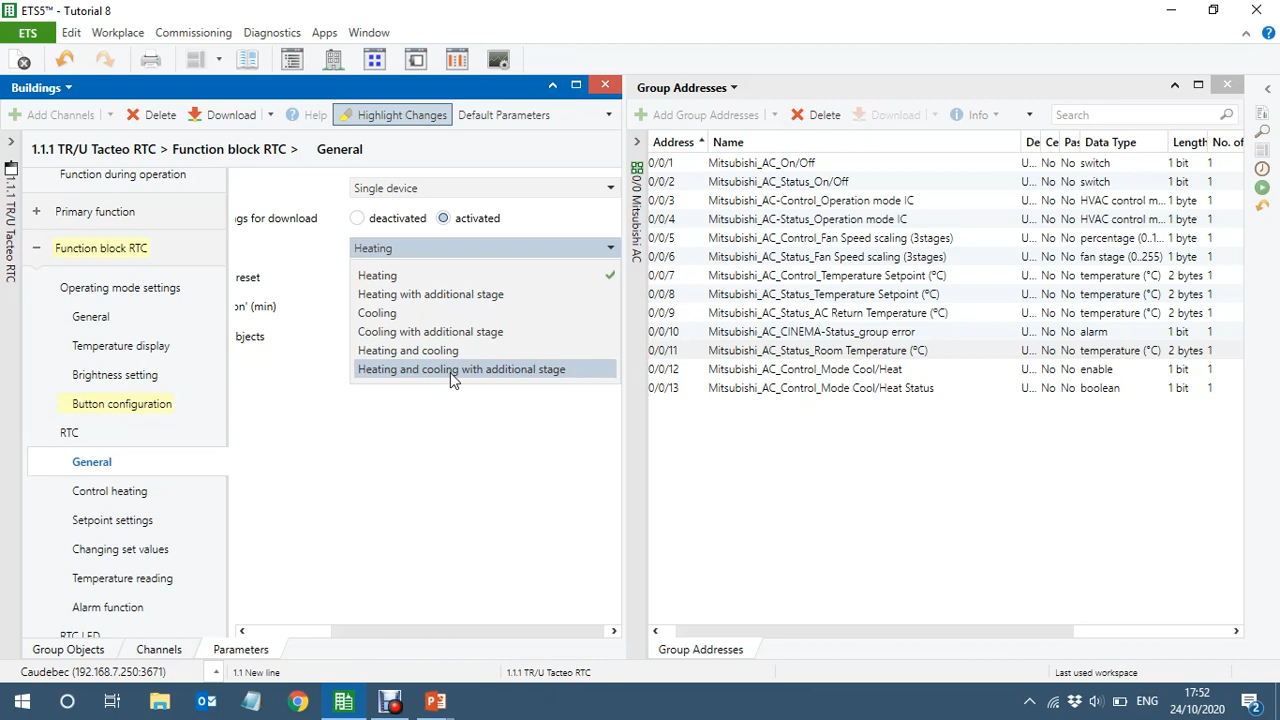 ETS5™ - Tutorial 8
ETS Edit Workplace Commissioning Diagnostics Apps Window
Buildings
Add Channels Delete Download Help Highlight Changes Default Parameters
1.1.1 TR/U Tacteo RTC > Function block RTC > General
1.1.1 TR/U Tacteo RTC
Function during operation
Primary function
Function block RTC
Operating mode settings
General
Temperature display
Brightness setting
Button configuration
RTC
General
Control heating
Setpoint settings
Changing set values
Temperature reading
Alarm function
RTC LED
Single device
gs for download deactivated activated
Heating
reset
on' (min)
bjects
Heating
Heating with additional stage
Cooling
Cooling with additional stage
Heating and cooling
Heating and cooling with additional stage
Group Objects Channels Parameters
Group Addresses
Add Group Addresses Delete Download Info Search
0/0 Mitsubishi AC
Address Name De Ce Pas Data Type Length No. of
0/0/1 Mitsubishi_AC_On/Off U... No No switch 1 bit 1
0/0/2 Mitsubishi_AC_Status_On/Off U... No No switch 1 bit 1
0/0/3 Mitsubishi_AC-Control_Operation mode IC U... No No HVAC control m... 1 byte 1
0/0/4 Mitsubishi_AC-Status_Operation mode IC U... No No HVAC control m... 1 byte 1
0/0/5 Mitsubishi_AC_Control_Fan Speed scaling (3stages) U... No No percentage (0..1... 1 byte 1
0/0/6 Mitsubishi_AC_Status_Fan Speed scaling (3stages) U... No No fan stage (0..255) 1 byte 1
0/0/7 Mitsubishi_AC_Control_Temperature Setpoint (ºC) U... No No temperature (°C) 2 bytes 1
0/0/8 Mitsubishi_AC_Status_Temperature Setpoint (ºC) U... No No temperature (°C) 2 bytes 1
0/0/9 Mitsubishi_AC_Status_AC Return Temperature (ºC) U... No No temperature (°C) 2 bytes 1
0/0/10 Mitsubishi_AC_CINEMA-Status_group error U... No No alarm 1 bit 1
0/0/11 Mitsubishi_AC_Status_Room Temperature (ºC) U... No No temperature (°C) 2 bytes 1
0/0/12 Mitsubishi_AC_Control_Mode Cool/Heat U... No No enable 1 bit 1
0/0/13 Mitsubishi_AC_Control_Mode Cool/Heat Status U... No No boolean 1 bit 1
Group Addresses
Caudebec (192.168.7.250:3671) 1.1 New line 1.1.1 TR/U Tacteo RTC Last used workspace
ENG 17:52
24/10/2020 2